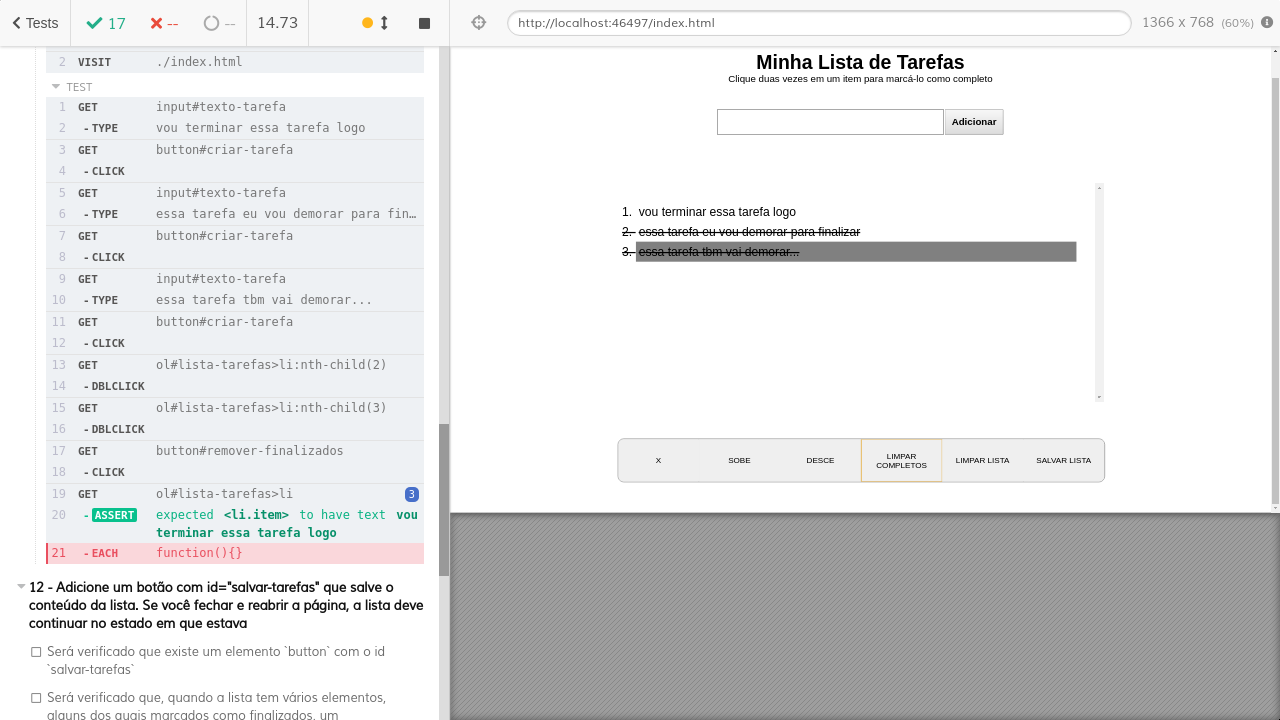 Tests
17
--
--
14.73
2 VISIT ./index.html
TEST
1 GET input#texto-tarefa
2 -TYPE vou terminar essa tarefa logo
3 GET button#criar-tarefa
4 -CLICK
5 GET input#texto-tarefa
6 -TYPE essa tarefa eu vou demorar para fin…
7 GET button#criar-tarefa
8 -CLICK
9 GET input#texto-tarefa
10 -TYPE essa tarefa tbm vai demorar...
11 GET button#criar-tarefa
12 -CLICK
13 GET ol#lista-tarefas>li:nth-child(2)
14 -DBLCLICK
15 GET ol#lista-tarefas>li:nth-child(3)
16 -DBLCLICK
17 GET button#remover-finalizados
18 -CLICK
19 GET ol#lista-tarefas>li 3
20 -ASSERT expected <li.item> to have text vou
terminar essa tarefa logo
21 -EACH function(){}
12 - Adicione um botão com id="salvar-tarefas" que salve o
conteúdo da lista. Se você fechar e reabrir a página, a lista deve
continuar no estado em que estava
Será verificado que existe um elemento `button` com o id
`salvar-tarefas`
Será verificado que, quando a lista tem vários elementos,
alguns dos quais marcados como finalizados, um
http://localhost:46497/index.html
1366 x 768 (60%)
Minha Lista de Tarefas
Clique duas vezes em um item para marcá-lo como completo
Adicionar
1. vou terminar essa tarefa logo
2. essa tarefa eu vou demorar para finalizar
3. essa tarefa tbm vai demorar...
X
SOBE
DESCE
LIMPAR
COMPLETOS
LIMPAR LISTA
SALVAR LISTA